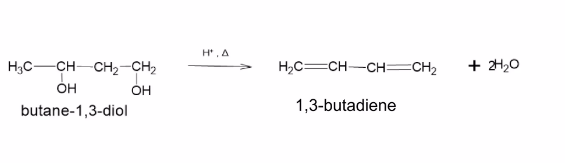 H⁺ , Δ
H₃C—CH—CH₂—CH₂ H₂C=CH—CH=CH₂ + 2H₂O
OH OH
butane-1,3-diol 1,3-butadiene